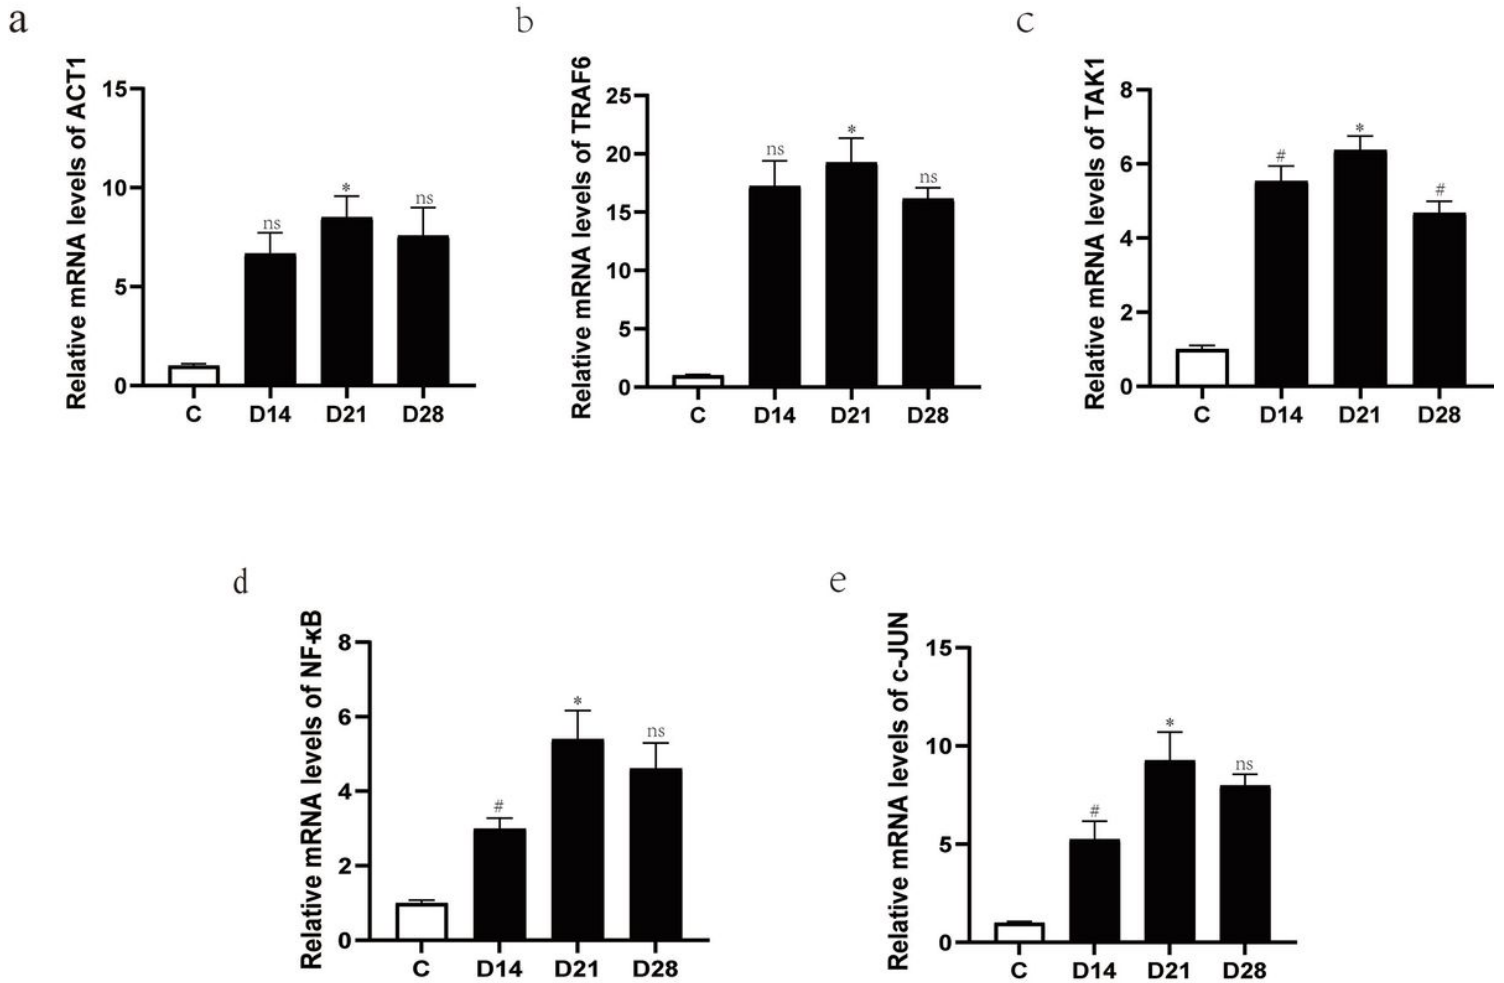 a
Relative mRNA levels of ACT1
15
10
5
0
ns
*
ns
C D14 D21 D28
b
Relative mRNA levels of TRAF6
25
20
15
10
5
0
ns
*
ns
C D14 D21 D28
c
Relative mRNA levels of TAK1
8
6
4
2
0
#
*
#
C D14 D21 D28
d
Relative mRNA levels of NF-κB
8
6
4
2
0
#
*
ns
C D14 D21 D28
e
Relative mRNA levels of c-JUN
15
10
5
0
#
*
ns
C D14 D21 D28